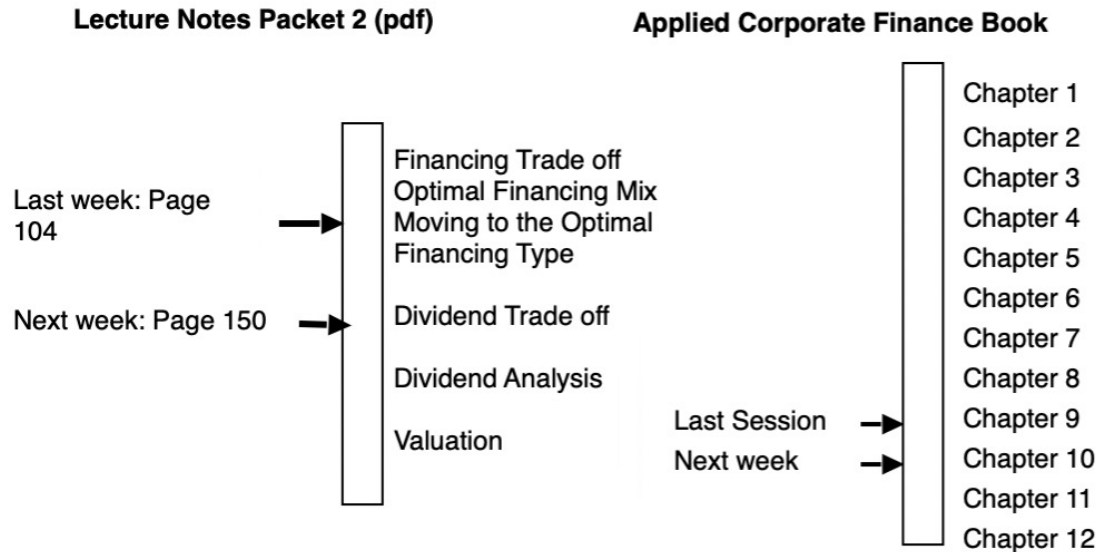 Lecture Notes Packet 2 (pdf)
Last week: Page
104
Next week: Page 150
Financing Trade off
Optimal Financing Mix
Moving to the Optimal
Financing Type
Dividend Trade off
Dividend Analysis
Valuation
Applied Corporate Finance Book
Last Session
Next week
Chapter 1
Chapter 2
Chapter 3
Chapter 4
Chapter 5
Chapter 6
Chapter 7
Chapter 8
Chapter 9
Chapter 10
Chapter 11
Chapter 12